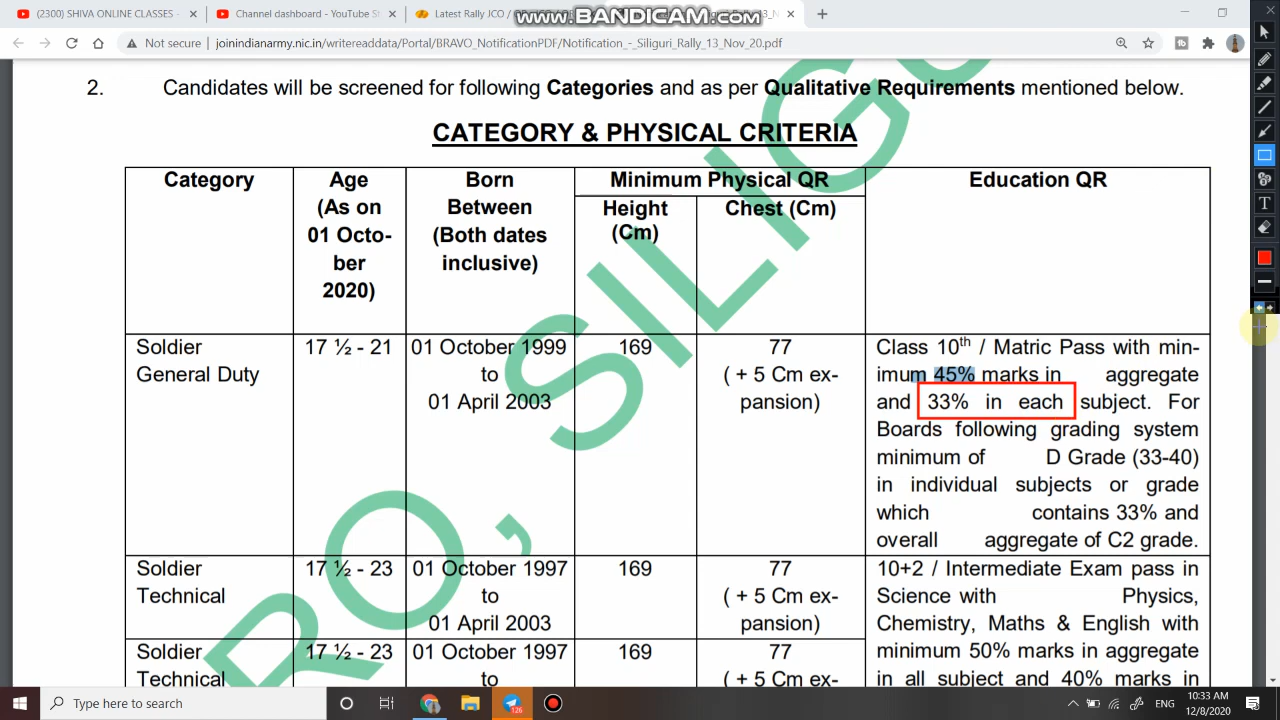 (2300) SHIVA ONLINE CLASSES -
Channel dashboard - YouTube St
Latest Rally JCO /
www.BANDICAM.com
Not secure
joinindianarmy.nic.in/writereaddata/Portal/BRAVO_NotificationPDF
otification_-_Siliguri_Rally_13_Nov_20.pdf
2. Candidates will be screened for following Categories and as per Qualitative Requirements mentioned below.
CATEGORY & PHYSICAL CRITERIA
Category
Age
(As on
01 Octo-
ber
2020)
Born
Between
(Both dates
inclusive)
Minimum Physical QR
Height
(Cm)
Chest (Cm)
Education QR
Soldier
General Duty
17 ½ - 21
01 October 1999
to
01 April 2003
169
77
( + 5 Cm ex-
pansion)
Class 10th / Matric Pass with min-
imum 45% marks in aggregate
and 33% in each subject. For
Boards following grading system
minimum of D Grade (33-40)
in individual subjects or grade
which contains 33% and
overall aggregate of C2 grade.
Soldier
Technical
17 ½ - 23
01 October 1997
to
01 April 2003
169
77
( + 5 Cm ex-
pansion)
10+2 / Intermediate Exam pass in
Science with Physics,
Chemistry, Maths & English with
minimum 50% marks in aggregate
in all subject and 40% marks in
Soldier
Technical
17 ½ - 23
01 October 1997
to
169
77
( + 5 Cm ex-
RO, SILIGU
Type here to search
126
ENG
10:33 AM
12/8/2020